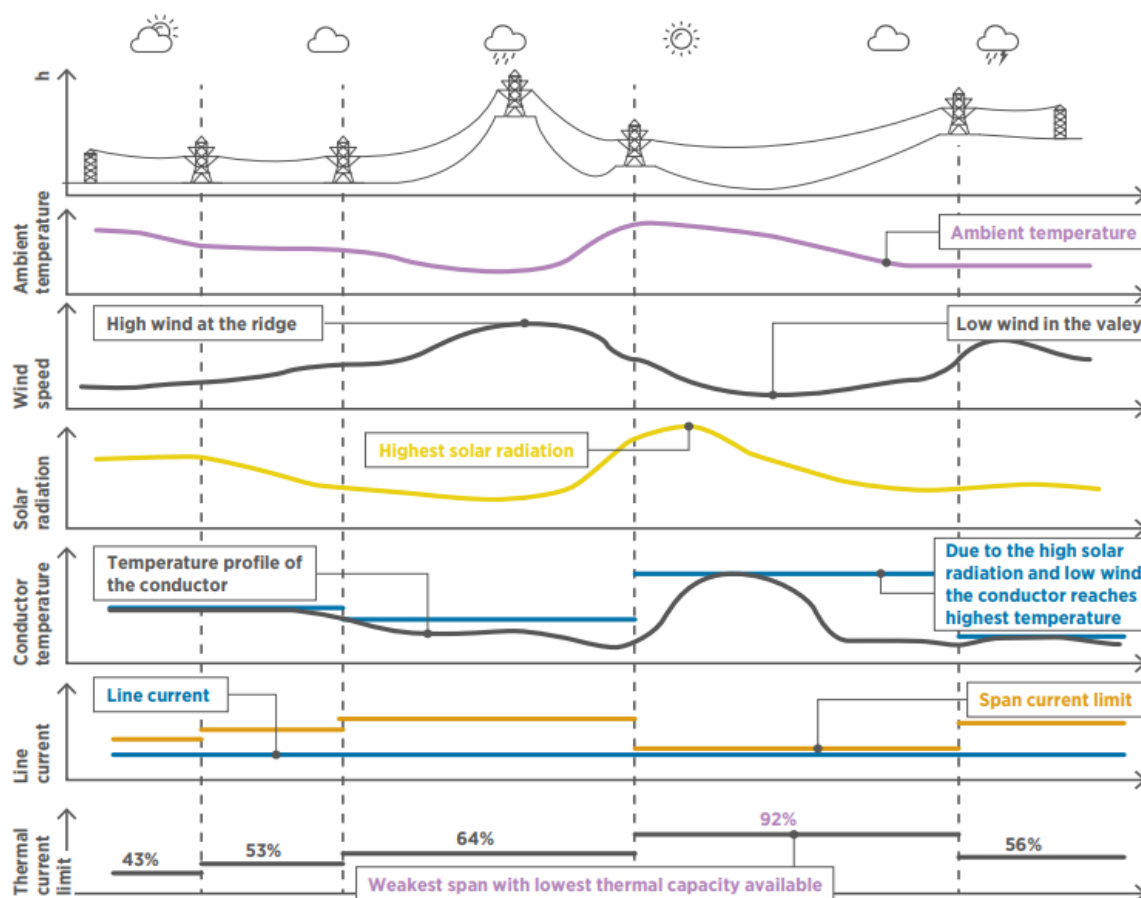 h
Ambient
temperature
Ambient temperature
Wind
speed
High wind at the ridge
Low wind in the valey
Solar
radiation
Highest solar radiation
Conductor
temperature
Temperature profile of
the conductor
Due to the high solar
radiation and low wind
the conductor reaches
highest temperature
Line
current
Line current
Span current limit
Thermal
current
limit
43%
53%
64%
92%
56%
Weakest span with lowest thermal capacity available